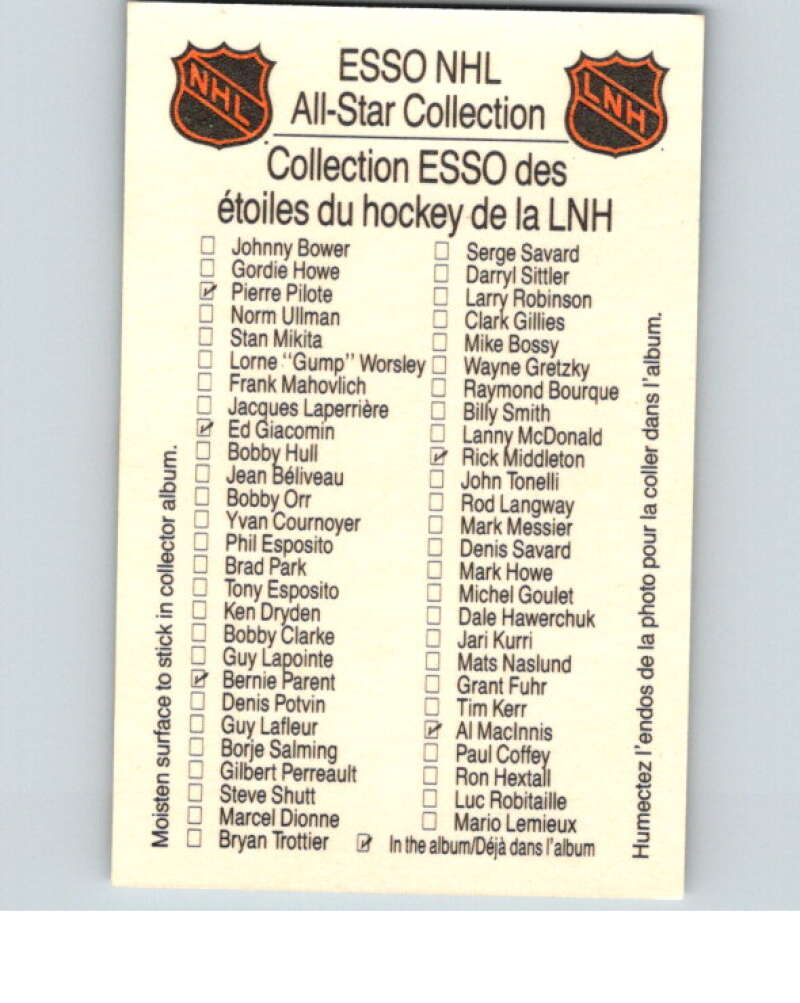 NHL
ESSO NHL
All-Star Collection
LNH
Collection ESSO des
étoiles du hockey de la LNH
Johnny Bower
Gordie Howe
Pierre Pilote
Norm Ullman
Stan Mikita
Lorne "Gump" Worsley
Frank Mahovlich
Jacques Laperrière
Ed Giacomin
Bobby Hull
Jean Béliveau
Bobby Orr
Yvan Cournoyer
Phil Esposito
Brad Park
Tony Esposito
Ken Dryden
Bobby Clarke
Guy Lapointe
Bernie Parent
Denis Potvin
Guy Lafleur
Borje Salming
Gilbert Perreault
Steve Shutt
Marcel Dionne
Bryan Trottier
Serge Savard
Darryl Sittler
Larry Robinson
Clark Gillies
Mike Bossy
Wayne Gretzky
Raymond Bourque
Billy Smith
Lanny McDonald
Rick Middleton
John Tonelli
Rod Langway
Mark Messier
Denis Savard
Mark Howe
Michel Goulet
Dale Hawerchuk
Jari Kurri
Mats Naslund
Grant Fuhr
Tim Kerr
Al MacInnis
Paul Coffey
Ron Hextall
Luc Robitaille
Mario Lemieux
In the album/Déjà dans l'album
Moisten surface to stick in collector album.
Humectez l'endos de la photo pour la coller dans l'album.